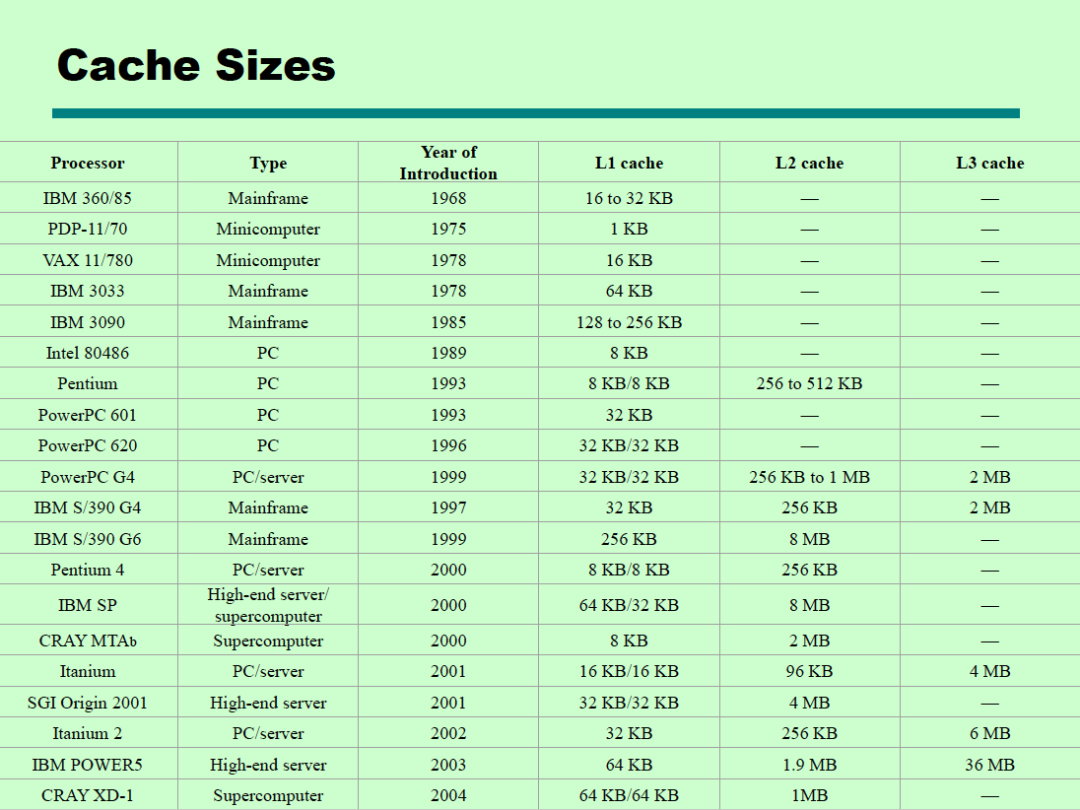 Cache Sizes
Processor Type Year of Introduction L1 cache L2 cache L3 cache
IBM 360/85 Mainframe 1968 16 to 32 KB — —
PDP-11/70 Minicomputer 1975 1 KB — —
VAX 11/780 Minicomputer 1978 16 KB — —
IBM 3033 Mainframe 1978 64 KB — —
IBM 3090 Mainframe 1985 128 to 256 KB — —
Intel 80486 PC 1989 8 KB — —
Pentium PC 1993 8 KB/8 KB 256 to 512 KB —
PowerPC 601 PC 1993 32 KB — —
PowerPC 620 PC 1996 32 KB/32 KB — —
PowerPC G4 PC/server 1999 32 KB/32 KB 256 KB to 1 MB 2 MB
IBM S/390 G4 Mainframe 1997 32 KB 256 KB 2 MB
IBM S/390 G6 Mainframe 1999 256 KB 8 MB —
Pentium 4 PC/server 2000 8 KB/8 KB 256 KB —
IBM SP High-end server/ supercomputer 2000 64 KB/32 KB 8 MB —
CRAY MTAb Supercomputer 2000 8 KB 2 MB —
Itanium PC/server 2001 16 KB/16 KB 96 KB 4 MB
SGI Origin 2001 High-end server 2001 32 KB/32 KB 4 MB —
Itanium 2 PC/server 2002 32 KB 256 KB 6 MB
IBM POWER5 High-end server 2003 64 KB 1.9 MB 36 MB
CRAY XD-1 Supercomputer 2004 64 KB/64 KB 1MB —